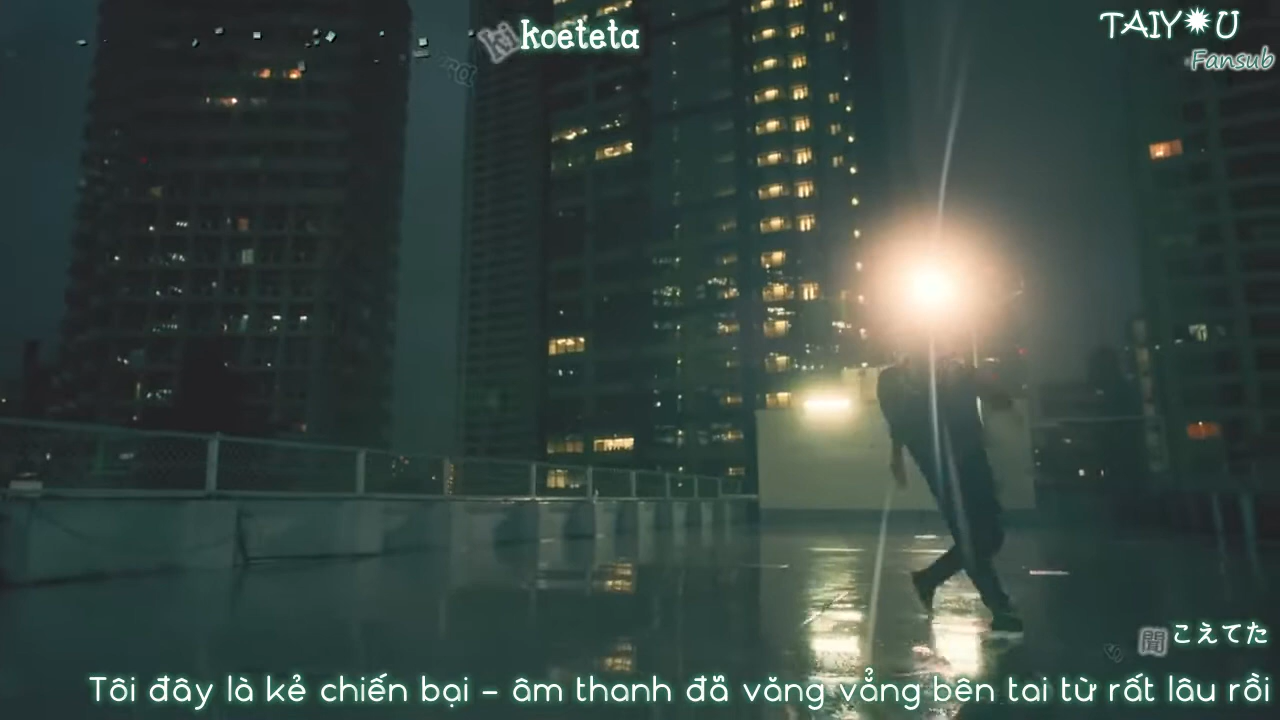 kikoeteta
TAIYOU
Fansub
聞こえてた
Tôi đây là kẻ chiến bại - âm thanh đã văng vẳng bên tai từ rất lâu rồi